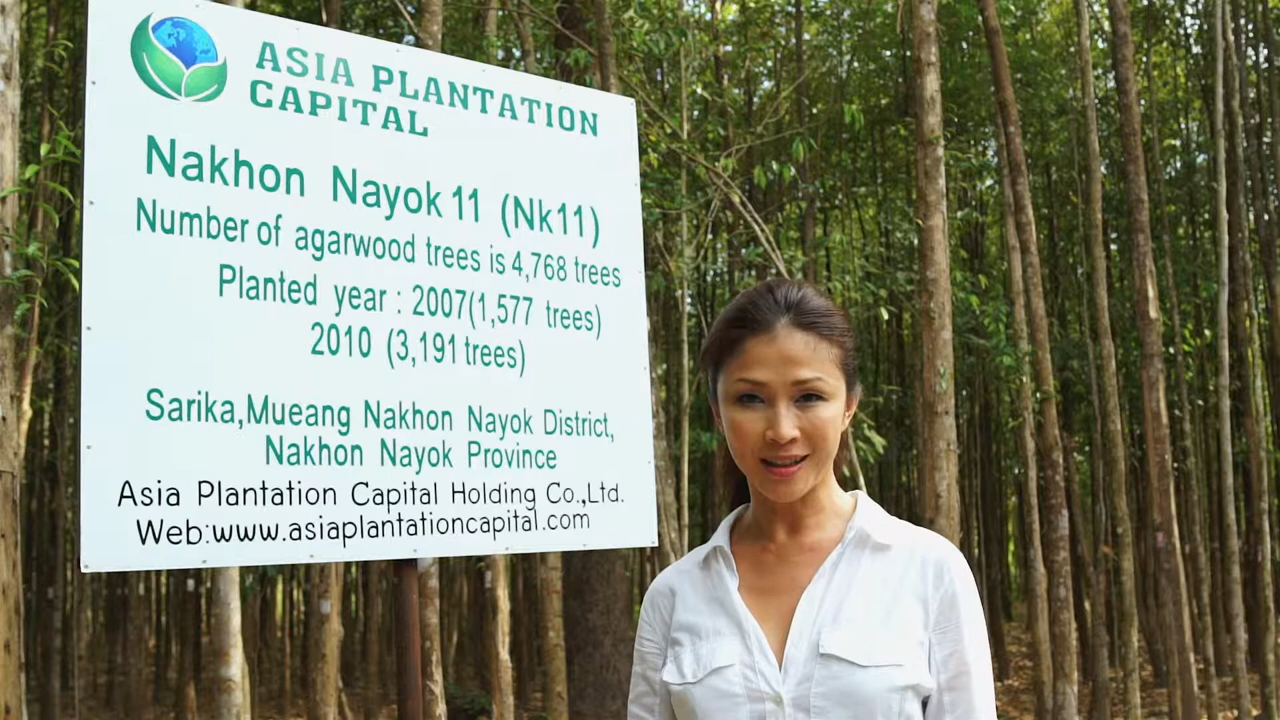 ASIA PLANTATION
CAPITAL
Nakhon Nayok 11 (Nk11)
Number of agarwood trees is 4,768 trees
Planted year : 2007(1,577 trees)
2010 (3,191 trees)
Sarika,Mueang Nakhon Nayok District,
Nakhon Nayok Province
Asia Plantation Capital Holding Co.,Ltd.
Web:www.asiaplantationcapital.com